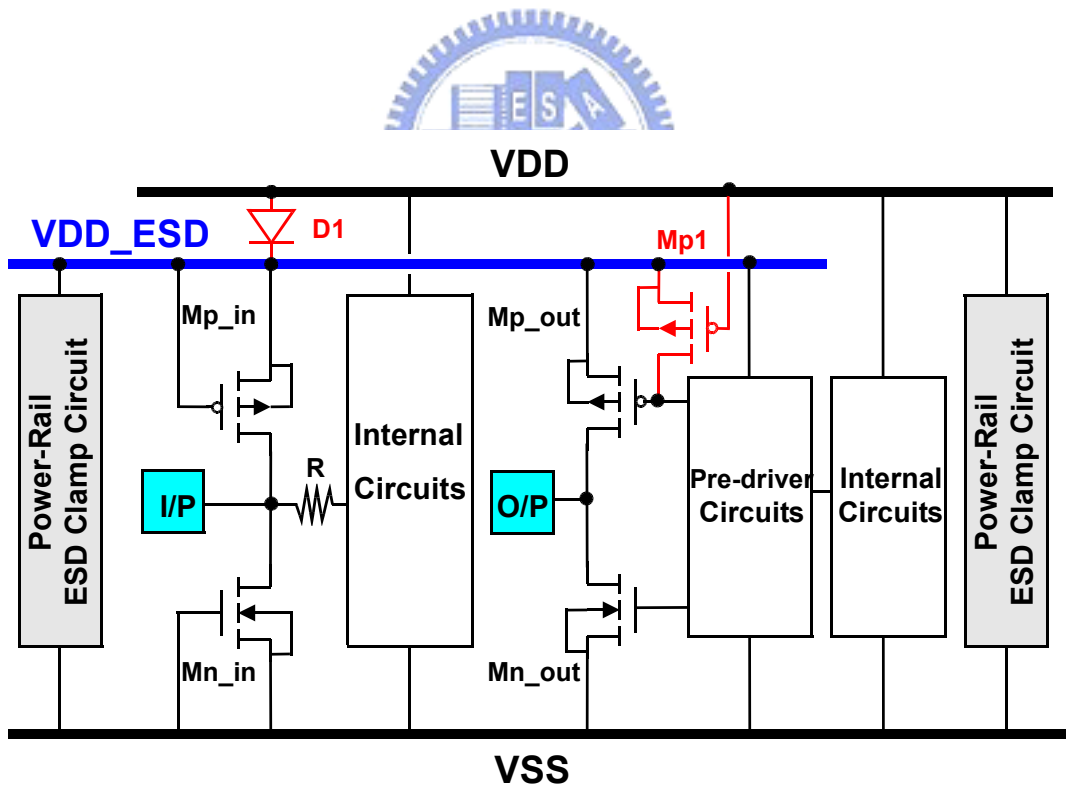 E S A
VDD
VDD_ESD
D1
Mp1
Mp_in
Mp_out
Power-Rail
ESD Clamp Circuit
I/P
R
Internal
Circuits
O/P
Pre-driver
Circuits
Internal
Circuits
Power-Rail
ESD Clamp Circuit
Mn_in
Mn_out
VSS